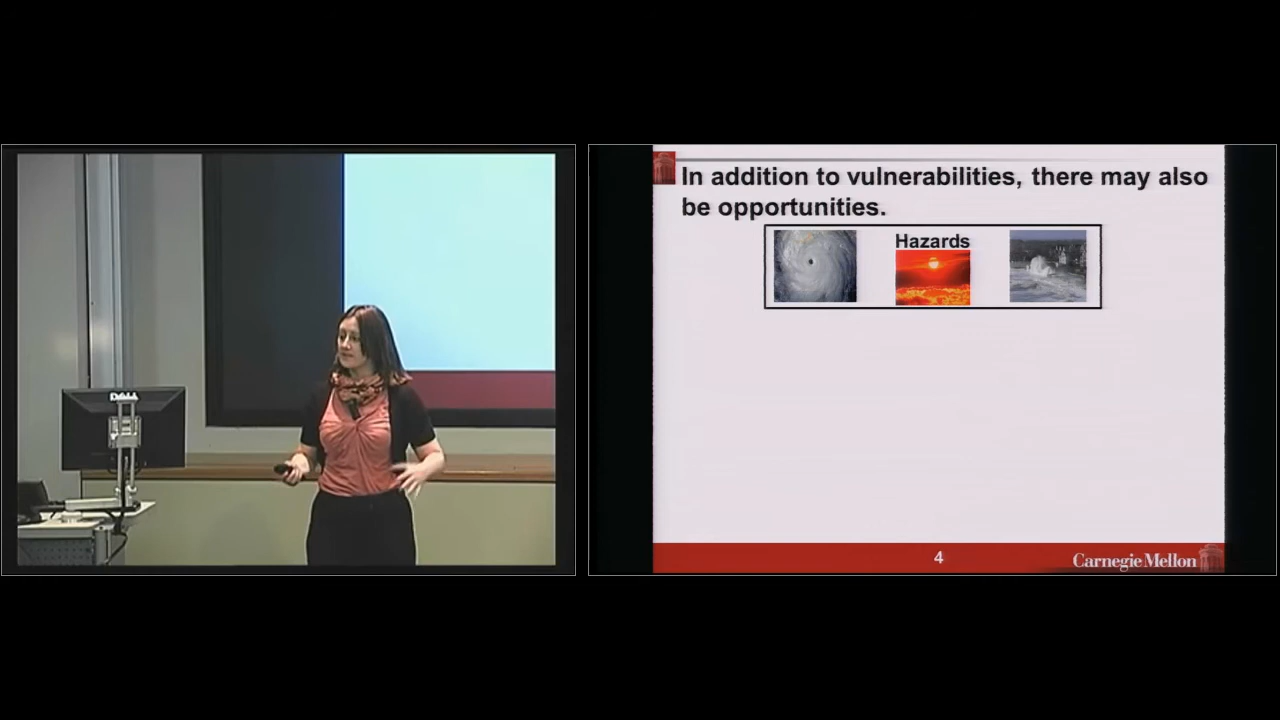 DELL
In addition to vulnerabilities, there may also
be opportunities.
Hazards
4
Carnegie Mellon